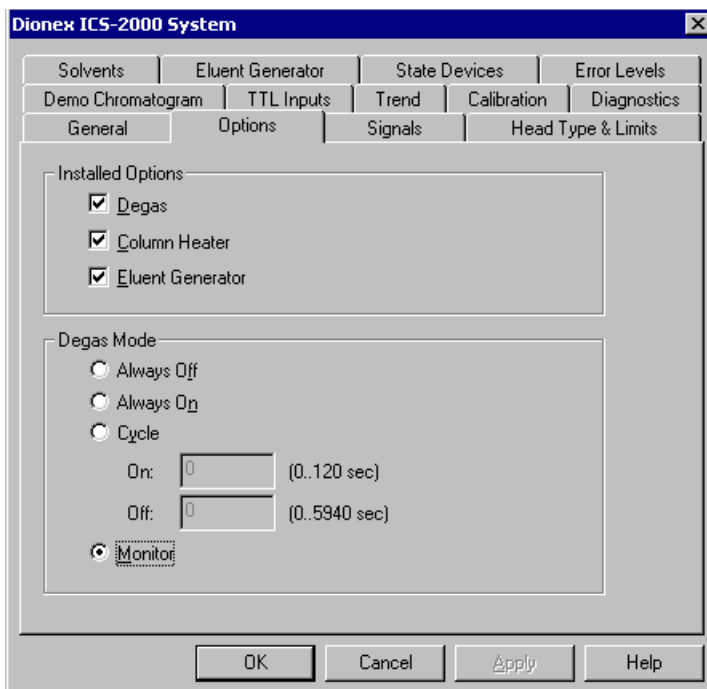 Dionex ICS-2000 System
Solvents Eluent Generator State Devices Error Levels
Demo Chromatogram TTL Inputs Trend Calibration Diagnostics
General Options Signals Head Type & Limits
Installed Options
Degas
Column Heater
Eluent Generator
Degas Mode
Always Off
Always On
Cycle
On: 0 (0..120 sec)
Off: 0 (0..5940 sec)
Monitor
OK Cancel Apply Help